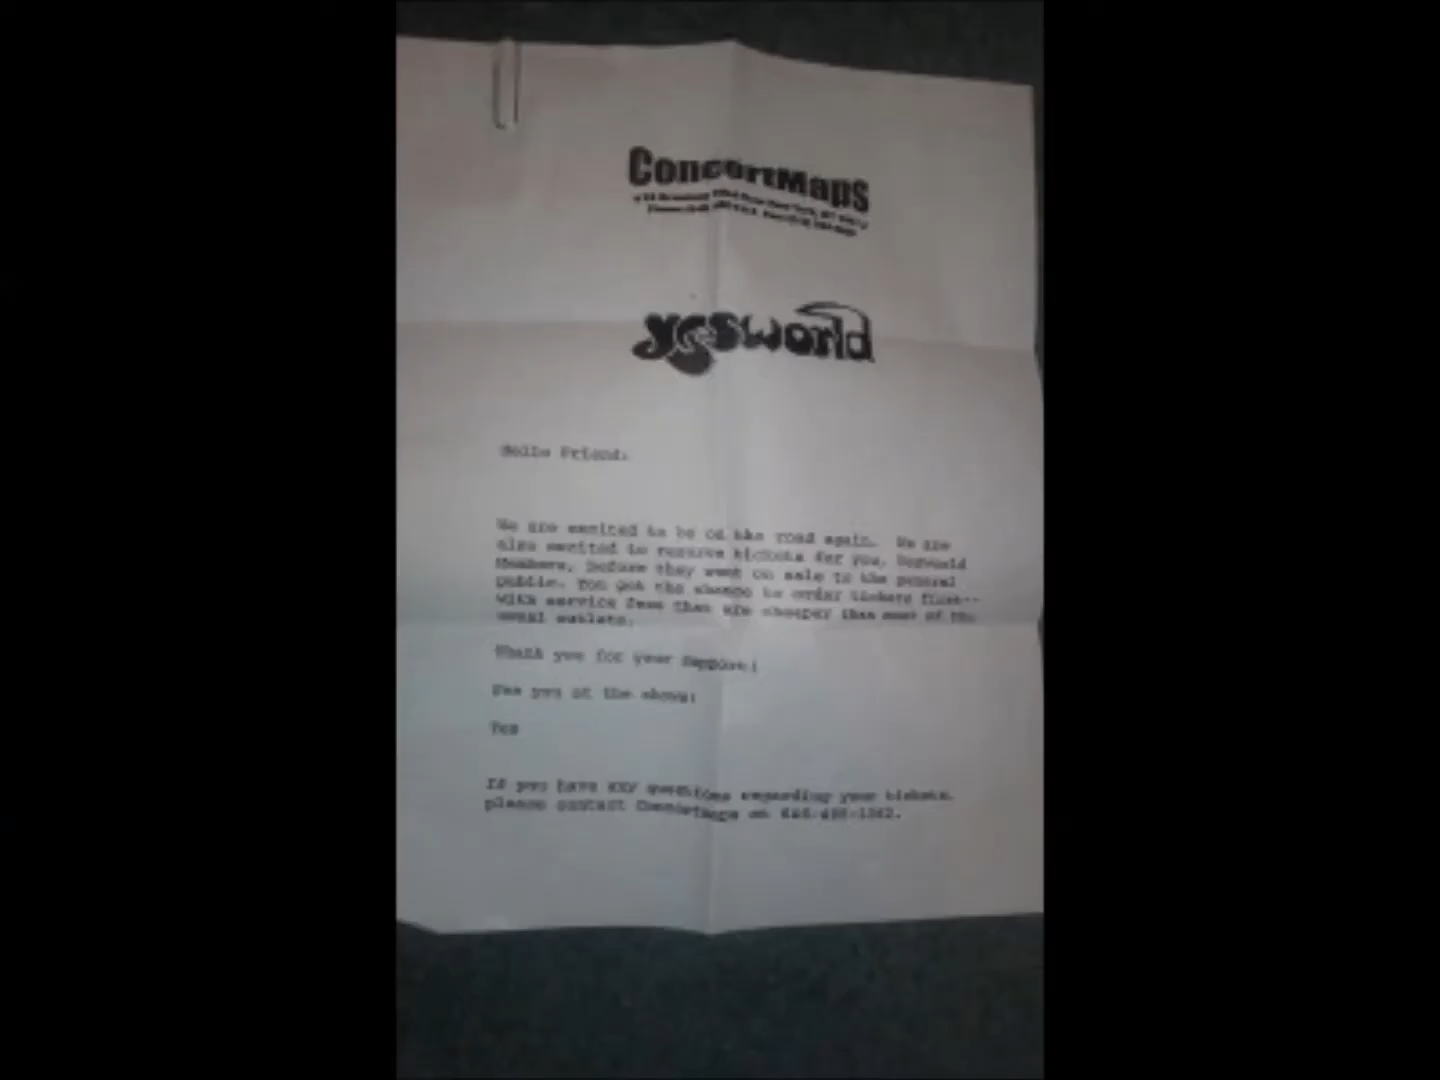 ConcertMaps
yesworld
Hello Friend,
We are excited to be on the road again. We are
also excited to reserve tickets for you, YesWorld
Members, before they went on sale to the general
public. You got the chance to order tickets first--
with service fees that are cheaper than most of the
usual outlets.
Thank you for your support!
See you at the shows!
Yes
If you have any questions regarding your tickets,
please contact ConcertMaps on